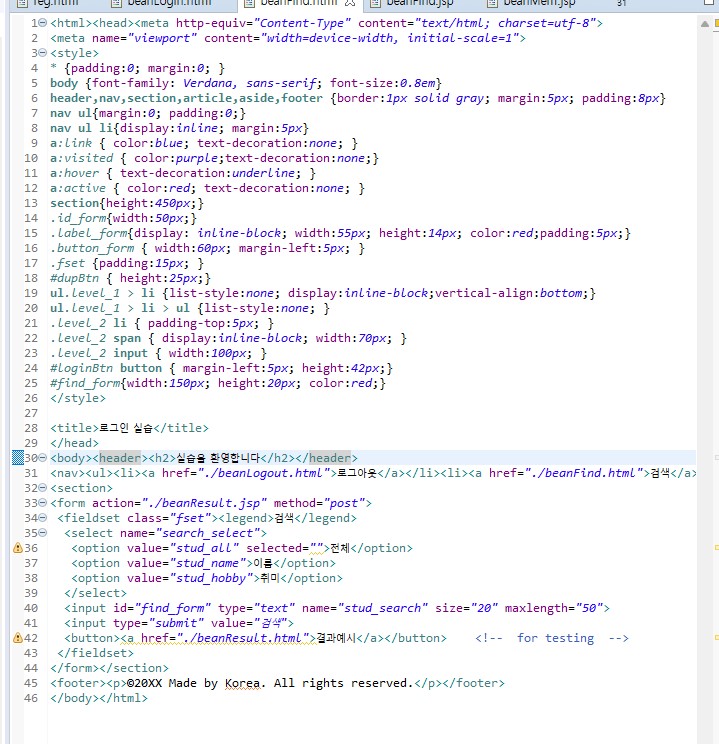 reg.html beanLogin.html beanFind.html beanFind.jsp beanMem.jsp 31
1 <html><head><meta http-equiv="Content-Type" content="text/html; charset=utf-8">
2 <meta name="viewport" content="width=device-width, initial-scale=1">
3 <style>
4 * {padding:0; margin:0; }
5 body {font-family: Verdana, sans-serif; font-size:0.8em}
6 header,nav,section,article,aside,footer {border:1px solid gray; margin:5px; padding:8px}
7 nav ul{margin:0; padding:0;}
8 nav ul li{display:inline; margin:5px}
9 a:link { color:blue; text-decoration:none; }
10 a:visited { color:purple;text-decoration:none;}
11 a:hover { text-decoration:underline; }
12 a:active { color:red; text-decoration:none; }
13 section{height:450px;}
14 .id_form{width:50px;}
15 .label_form{display: inline-block; width:55px; height:14px; color:red;padding:5px;}
16 .button_form { width:60px; margin-left:5px; }
17 .fset {padding:15px; }
18 #dupBtn { height:25px;}
19 ul.level_1 > li {list-style:none; display:inline-block;vertical-align:bottom;}
20 ul.level_1 > li > ul {list-style:none; }
21 .level_2 li { padding-top:5px; }
22 .level_2 span { display:inline-block; width:70px; }
23 .level_2 input { width:100px; }
24 #loginBtn button { margin-left:5px; height:42px;}
25 #find_form{width:150px; height:20px; color:red;}
26 </style>
27
28 <title>로그인 실습</title>
29 </head>
30 <body><header><h2>실습을 환영합니다</h2></header>
31 <nav><ul><li><a href="./beanLogout.html">로그아웃</a></li><li><a href="./beanFind.html">검색</a>
32 <section>
33 <form action="./beanResult.jsp" method="post">
34 <fieldset class="fset"><legend>검색</legend>
35 <select name="search_select">
36 <option value="stud_all" selected="">전체</option>
37 <option value="stud_name">이름</option>
38 <option value="stud_hobby">취미</option>
39 </select>
40 <input id="find_form" type="text" name="stud_search" size="20" maxlength="50">
41 <input type="submit" value="검색">
42 <button><a href="./beanResult.html">결과예시</a></button> <!-- for testing -->
43 </fieldset>
44 </form></section>
45 <footer><p>©20XX Made by Korea. All rights reserved.</p></footer>
46 </body></html>